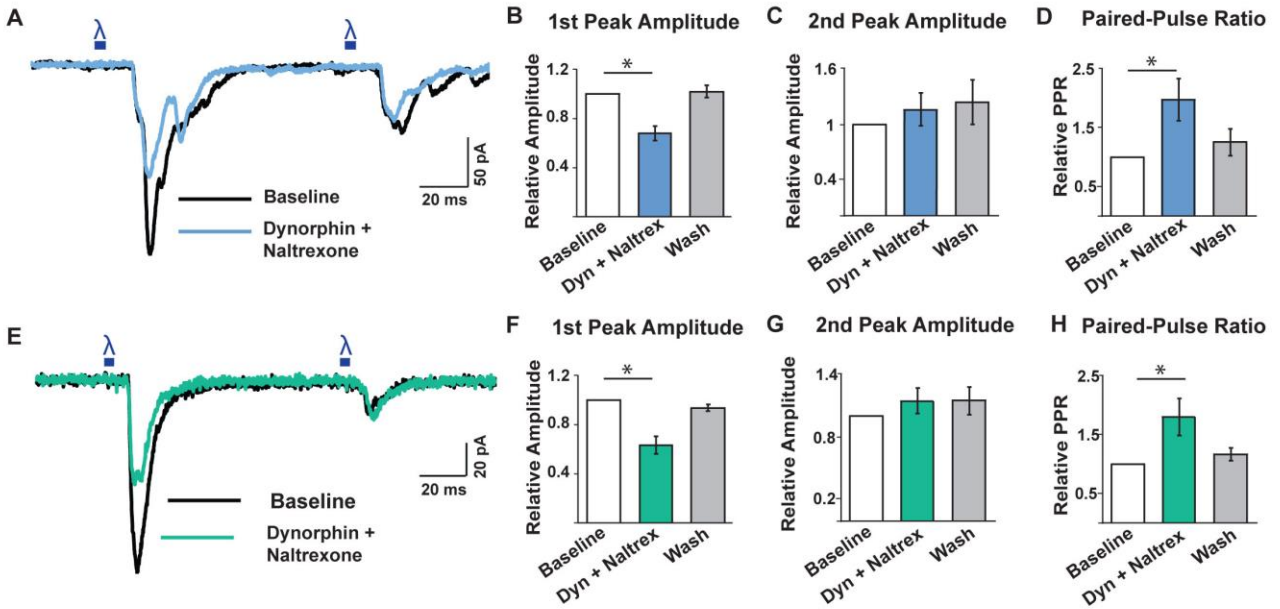 A
λ
λ
50 pA
20 ms
Baseline
Dynorphin +
Naltrexone
B
1st Peak Amplitude
Relative Amplitude
1.2
0.8
0.4
*
Baseline
Dyn + Naltrex
Wash
C
2nd Peak Amplitude
Relative Amplitude
1.6
1
0.4
Baseline
Dyn + Naltrex
Wash
D
Paired-Pulse Ratio
Relative PPR
2.5
1.5
0.5
*
Baseline
Dyn + Naltrex
Wash
E
λ
λ
20 pA
20 ms
Baseline
Dynorphin +
Naltrexone
F
1st Peak Amplitude
Relative Amplitude
1.2
0.8
0.4
*
Baseline
Dyn + Naltrex
Wash
G
2nd Peak Amplitude
Relative Amplitude
1.4
0.8
0.2
Baseline
Dyn + Naltrex
Wash
H
Paired-Pulse Ratio
Relative PPR
2.5
1.5
0.5
*
Baseline
Dyn + Naltrex
Wash